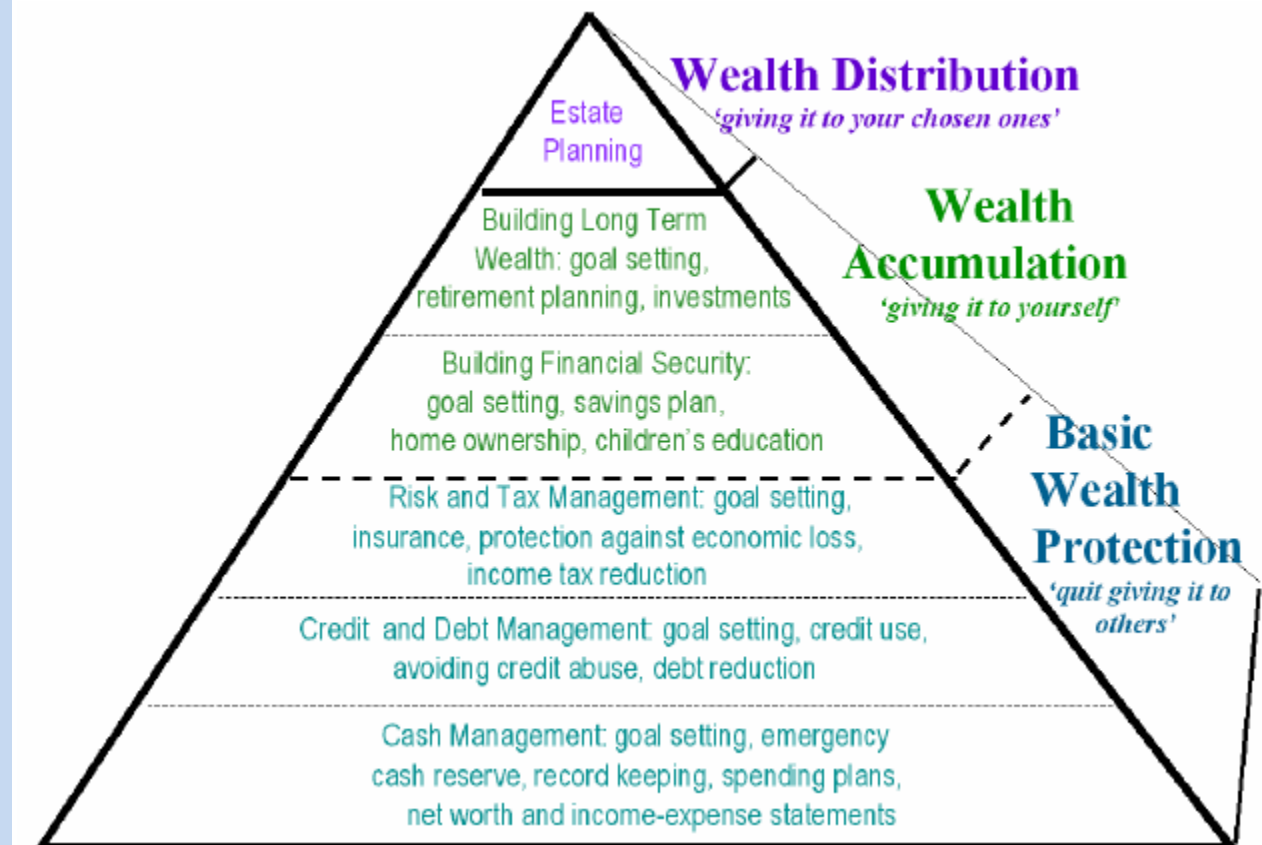 Wealth Distribution
‘giving it to your chosen ones’
Estate
Planning
Wealth
Accumulation
‘giving it to yourself’
Building Long Term
Wealth: goal setting,
retirement planning, investments
Building Financial Security:
goal setting, savings plan,
home ownership, children’s education
Basic
Wealth
Protection
‘quit giving it to
others’
Risk and Tax Management: goal setting,
insurance, protection against economic loss,
income tax reduction
Credit and Debt Management: goal setting, credit use,
avoiding credit abuse, debt reduction
Cash Management: goal setting, emergency
cash reserve, record keeping, spending plans,
net worth and income-expense statements